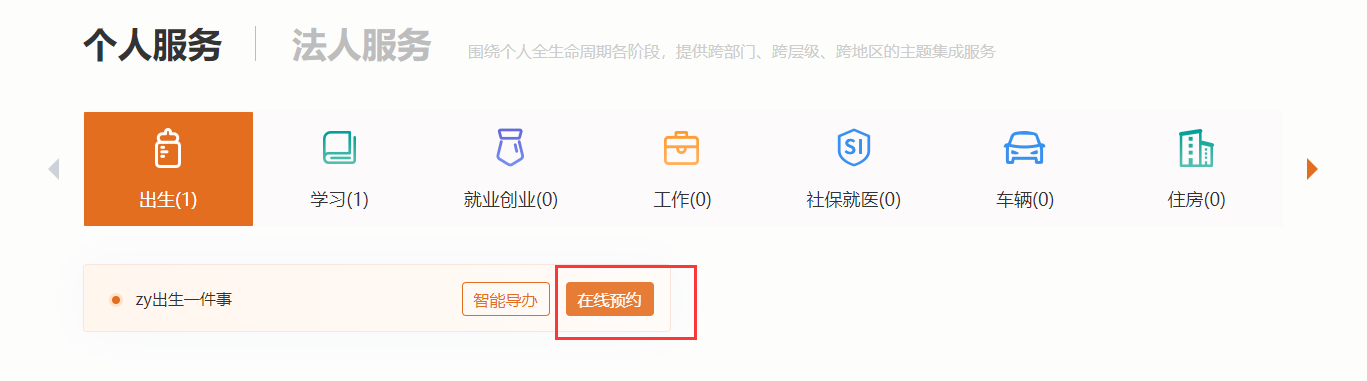 个人服务 法人服务 围绕个人全生命周期各阶段，提供跨部门、跨层级、跨地区的主题集成服务
SI
出生(1) 学习(1) 就业创业(0) 工作(0) 社保就医(0) 车辆(0) 住房(0)
zy出生一件事 智能导办 在线预约